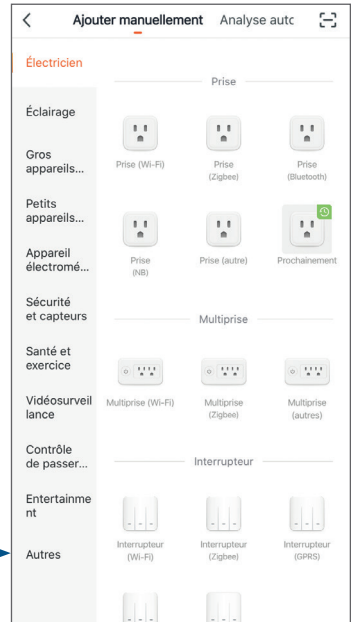 Ajouter manuellement Analyse autc
Électricien
Éclairage
Gros
appareils...
Petits
appareils...
Appareil
électromé...
Sécurité
et capteurs
Santé et
exercice
Vidéosurveil
lance
Contrôle
de passer...
Entertainme
nt
Autres
Prise
Prise (Wi-Fi) Prise Prise
(Zigbee) (Bluetooth)
Prise Prise (autre) Prochainement
(NB)
Multiprise
Multiprise (Wi-Fi) Multiprise Multiprise
(Zigbee) (autres)
Interrupteur
Interrupteur Interrupteur Interrupteur
(Wi-Fi) (Zigbee) (GPRS)